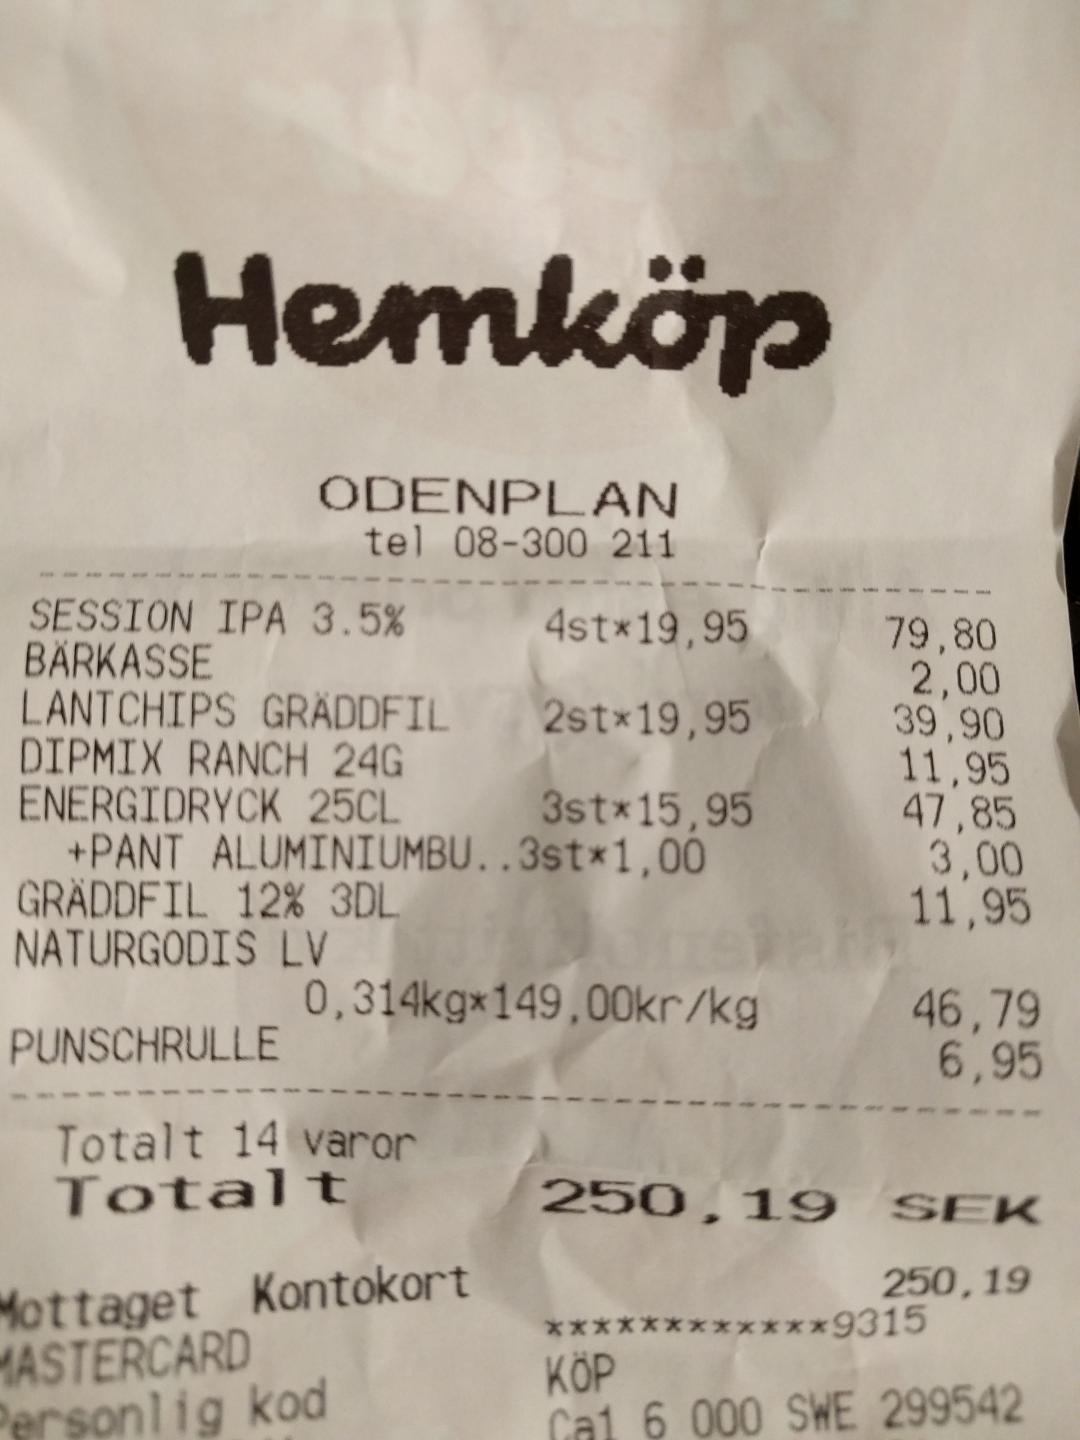 Hemköp
ODENPLAN
tel 08-300 211
SESSION IPA 3.5% 4st*19,95 79,80
BÄRKASSE 2,00
LANTCHIPS GRÄDDFIL 2st*19,95 39,90
DIPMIX RANCH 24G 11,95
ENERGIDRYCK 25CL 3st*15,95 47,85
+PANT ALUMINIUMBU..3st*1,00 3,00
GRÄDDFIL 12% 3DL 11,95
NATURGODIS LV
0,314kg*149,00kr/kg 46,79
PUNSCHRULLE 6,95
Totalt 14 varor
Totalt 250,19 SEK
Mottaget Kontokort 250,19
MASTERCARD ************9315
Personlig kod KÖP
Ca1 6 000 SWE 299542